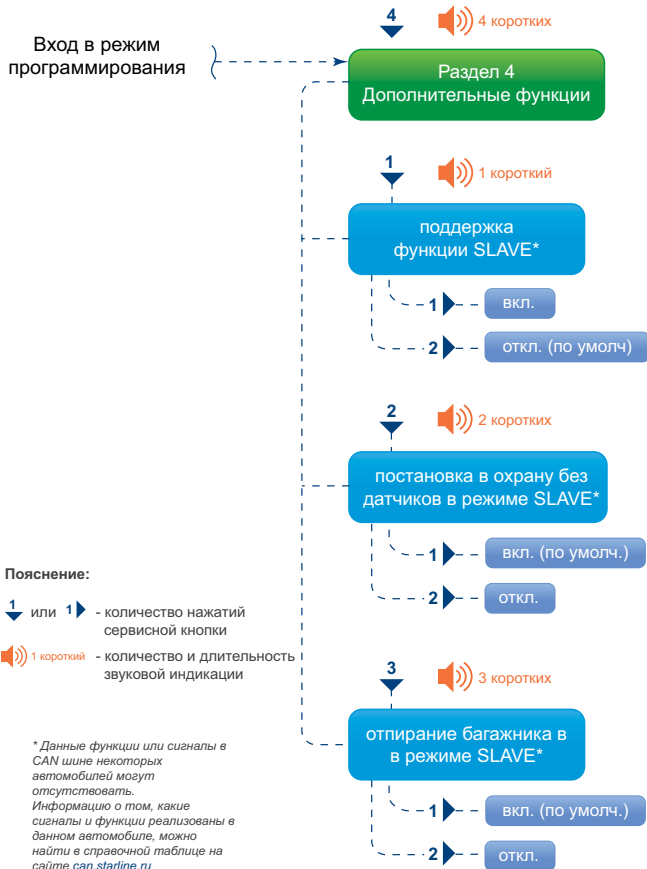 4
4 коротких
Вход в режим
программирования
Раздел 4
Дополнительные функции
1
1 короткий
поддержка
функции SLAVE*
1
вкл.
2
откл. (по умолч)
2
2 коротких
постановка в охрану без
датчиков в режиме SLAVE*
1
вкл. (по умолч.)
2
откл.
Пояснение:
1 или 1 - количество нажатий
сервисной кнопки
1 короткий - количество и длительность
звуковой индикации
3
3 коротких
отпирание багажника в
в режиме SLAVE*
1
вкл. (по умолч.)
2
откл.
* Данные функции или сигналы в
CAN шине некоторых
автомобилей могут
отсутствовать.
Информацию о том, какие
сигналы и функции реализованы в
данном автомобиле, можно
найти в справочной таблице на
сайте can.starline.ru